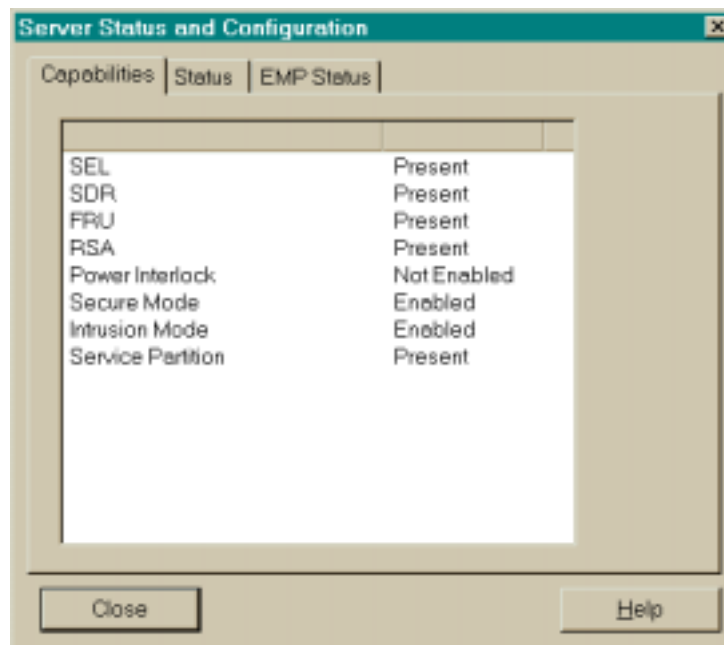 Server Status and Configuration
Capabilities Status EMP Status
SEL Present
SDR Present
FRU Present
RSA Present
Power Interlock Not Enabled
Secure Mode Enabled
Intrusion Mode Enabled
Service Partition Present
Close Help